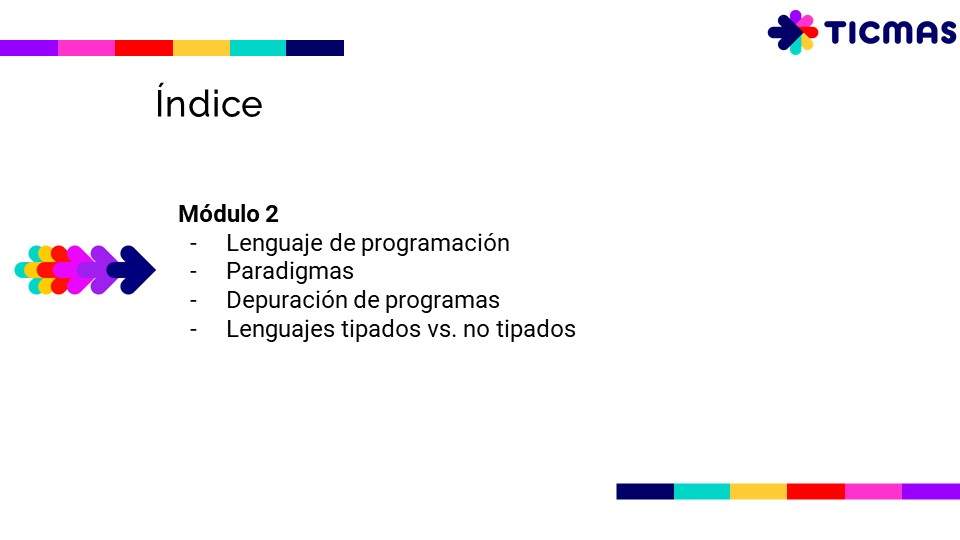 TICMAS
Índice
Módulo 2
- Lenguaje de programación
- Paradigmas
- Depuración de programas
- Lenguajes tipados vs. no tipados